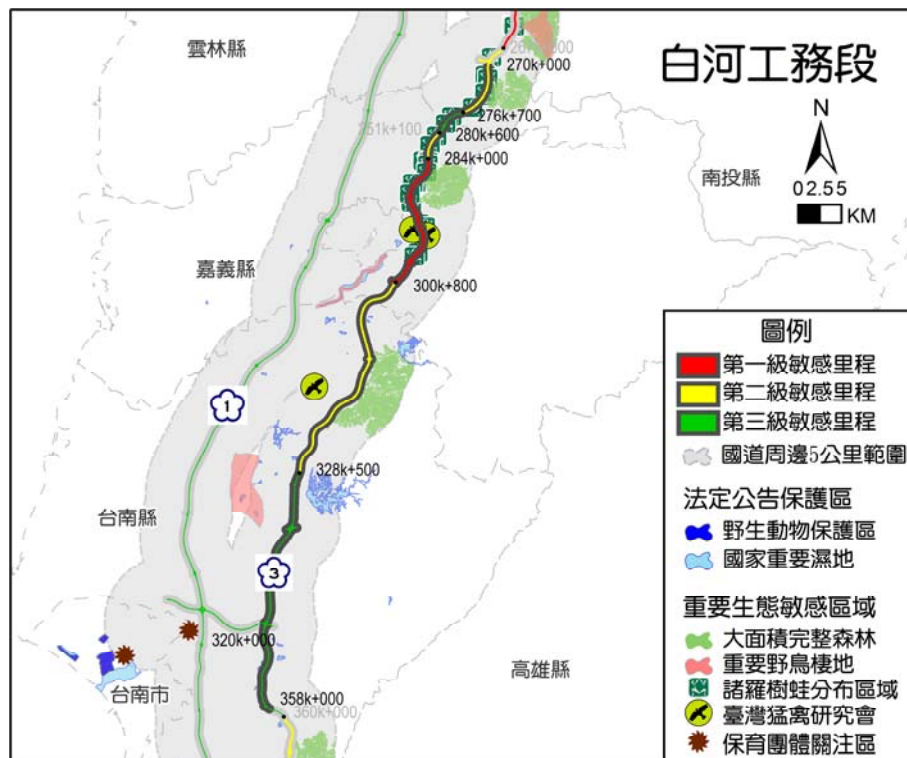 白河工務段
雲林縣
270k+000
276k+700
280k+600
284k+000
N
02.55
KM
南投縣
嘉義縣
300k+800
1
328k+500
台南縣
3
320k+000
台南市
高雄縣
358k+000
360k+000
圖例
第一級敏感里程
第二級敏感里程
第三級敏感里程
國道周邊5公里範圍
法定公告保護區
野生動物保護區
國家重要濕地
重要生態敏感區域
大面積完整森林
重要野鳥棲地
諸羅樹蛙分布區域
臺灣猛禽研究會
保育團體關注區